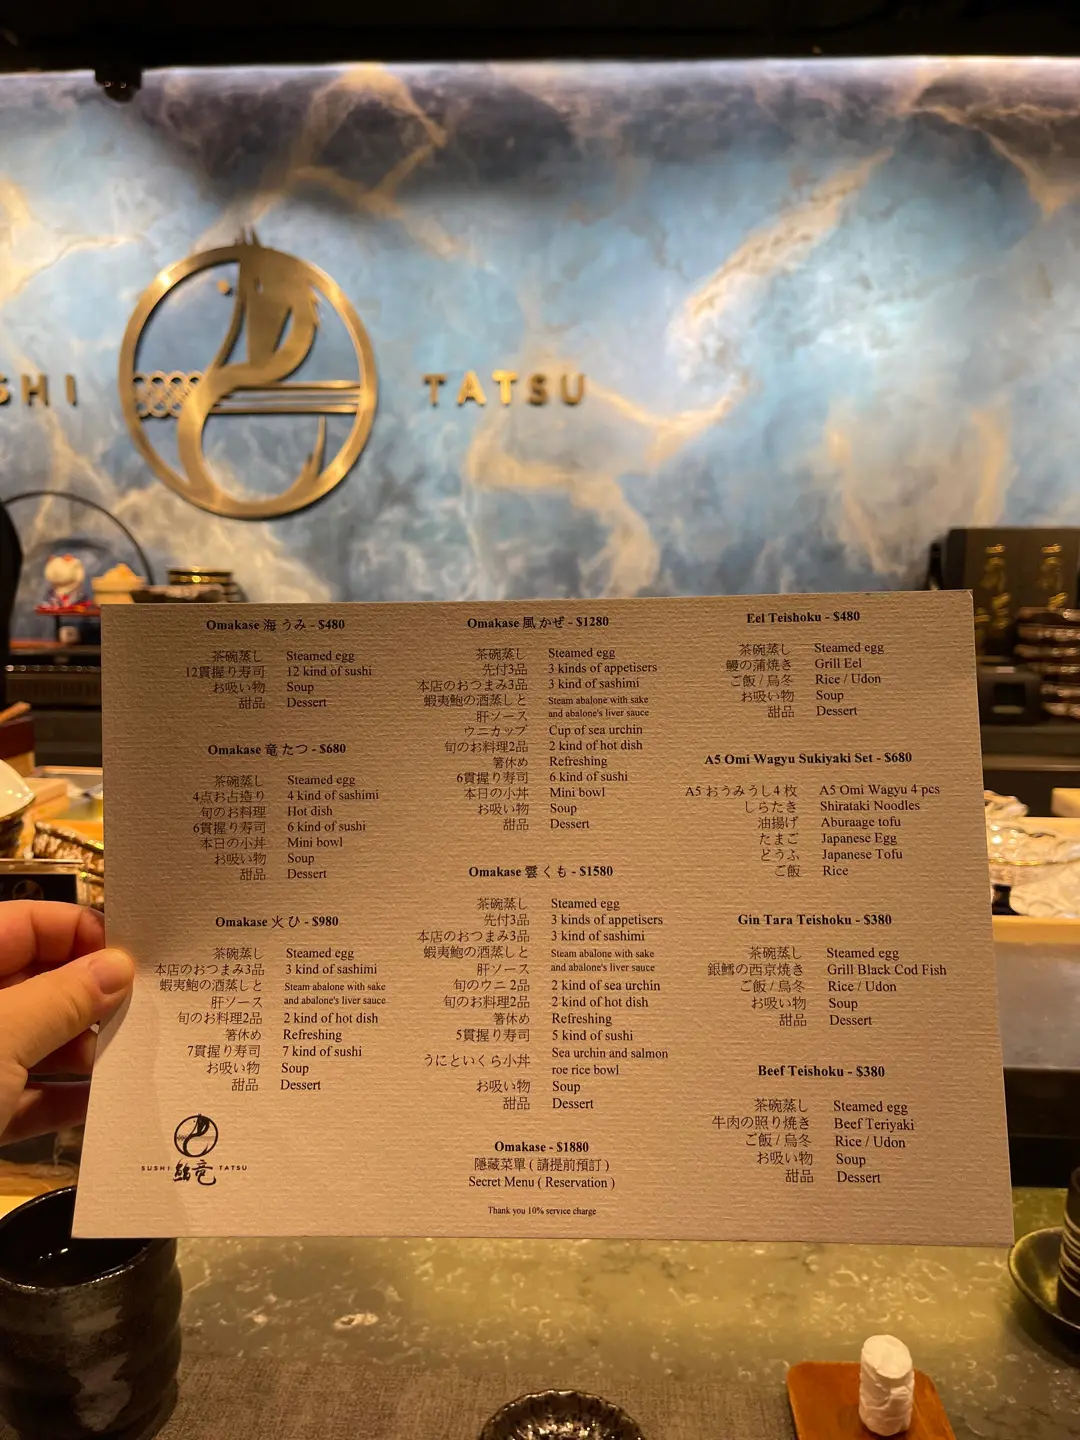 SHI
TATSU
Omakase 海 うみ - $480
茶碗蒸し Steamed egg
12貫握り寿司 12 kind of sushi
お吸い物 Soup
甜品 Dessert
Omakase 竜 たつ - $680
茶碗蒸し Steamed egg
4点お占造り 4 kind of sashimi
旬のお料理 Hot dish
6貫握り寿司 6 kind of sushi
本日の小丼 Mini bowl
お吸い物 Soup
甜品 Dessert
Omakase 火 ひ - $980
茶碗蒸し Steamed egg
本店のおつまみ3品 3 kind of sashimi
蝦夷鮑の酒蒸しと Steam abalone with sake
肝ソース and abalone's liver sauce
旬のお料理2品 2 kind of hot dish
箸休め Refreshing
7貫握り寿司 7 kind of sushi
お吸い物 Soup
甜品 Dessert
SUSHI 鮨竜 TATSU
Omakase 風 かぜ - $1280
茶碗蒸し Steamed egg
先付3品 3 kinds of appetisers
本店のおつまみ3品 3 kind of sashimi
蝦夷鮑の酒蒸しと Steam abalone with sake
肝ソース and abalone's liver sauce
ウニカップ Cup of sea urchin
旬のお料理2品 2 kind of hot dish
箸休め Refreshing
6貫握り寿司 6 kind of sushi
本日の小丼 Mini bowl
お吸い物 Soup
甜品 Dessert
Omakase 雲 くも - $1580
茶碗蒸し Steamed egg
先付3品 3 kinds of appetisers
本店のおつまみ3品 3 kind of sashimi
蝦夷鮑の酒蒸しと Steam abalone with sake
肝ソース and abalone's liver sauce
旬のウニ 2品 2 kind of sea urchin
旬のお料理2品 2 kind of hot dish
箸休め Refreshing
5貫握り寿司 5 kind of sushi
うにといくら小丼 Sea urchin and salmon
roe rice bowl
お吸い物 Soup
甜品 Dessert
Omakase - $1880
隱藏菜單 ( 請提前預訂 )
Secret Menu ( Reservation )
Thank you 10% service charge
Eel Teishoku - $480
茶碗蒸し Steamed egg
鰻の蒲焼き Grill Eel
ご飯 / 烏冬 Rice / Udon
お吸い物 Soup
甜品 Dessert
A5 Omi Wagyu Sukiyaki Set - $680
A5 おうみうし4 枚 A5 Omi Wagyu 4 pcs
しらたき Shirataki Noodles
油揚げ Aburaage tofu
たまご Japanese Egg
どうふ Japanese Tofu
ご飯 Rice
Gin Tara Teishoku - $380
茶碗蒸し Steamed egg
銀鱈の西京焼き Grill Black Cod Fish
ご飯 / 烏冬 Rice / Udon
お吸い物 Soup
甜品 Dessert
Beef Teishoku - $380
茶碗蒸し Steamed egg
牛肉の照り焼き Beef Teriyaki
ご飯 / 烏冬 Rice / Udon
お吸い物 Soup
甜品 Dessert